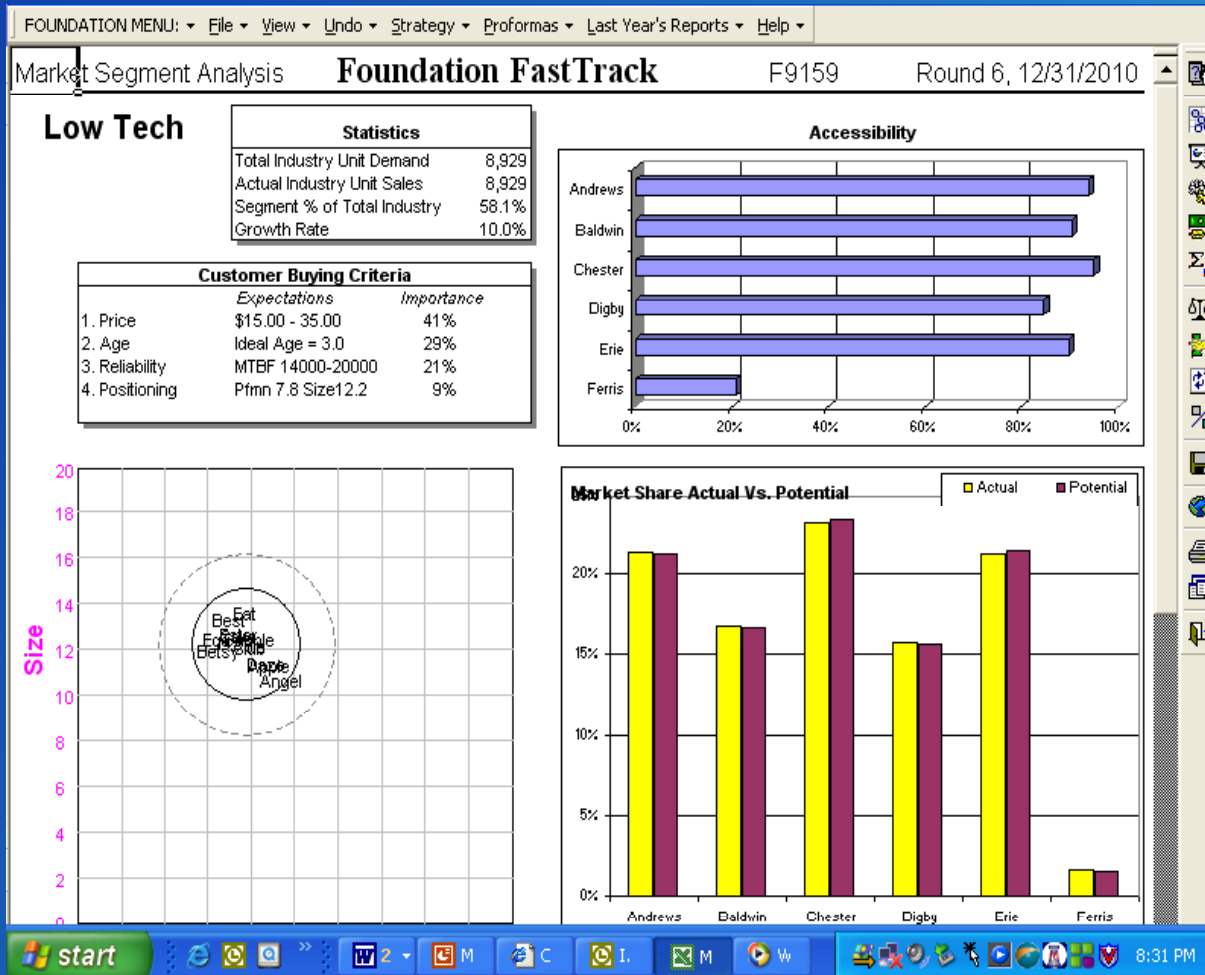 FOUNDATION MENU: File View Undo Strategy Proformas Last Year's Reports Help
Market Segment Analysis Foundation FastTrack F9159 Round 6, 12/31/2010
Low Tech
Statistics
Total Industry Unit Demand 8,929
Actual Industry Unit Sales 8,929
Segment % of Total Industry 58.1%
Growth Rate 10.0%
Customer Buying Criteria
Expectations Importance
1. Price $15.00 - 35.00 41%
2. Age Ideal Age = 3.0 29%
3. Reliability MTBF 14000-20000 21%
4. Positioning Pfmn 7.8 Size12.2 9%
Accessibility
Andrews
Baldwin
Chester
Digby
Erie
Ferris
0% 20% 40% 60% 80% 100%
Size
20
18
16
14
12
10
8
6
4
2
0
Eat
Best
Betsy
Apple
Angel
Market Share Actual Vs. Potential
Actual Potential
20%
15%
10%
5%
0%
Andrews Baldwin Chester Digby Erie Ferris
start 2 M C I. M W 8:31 PM